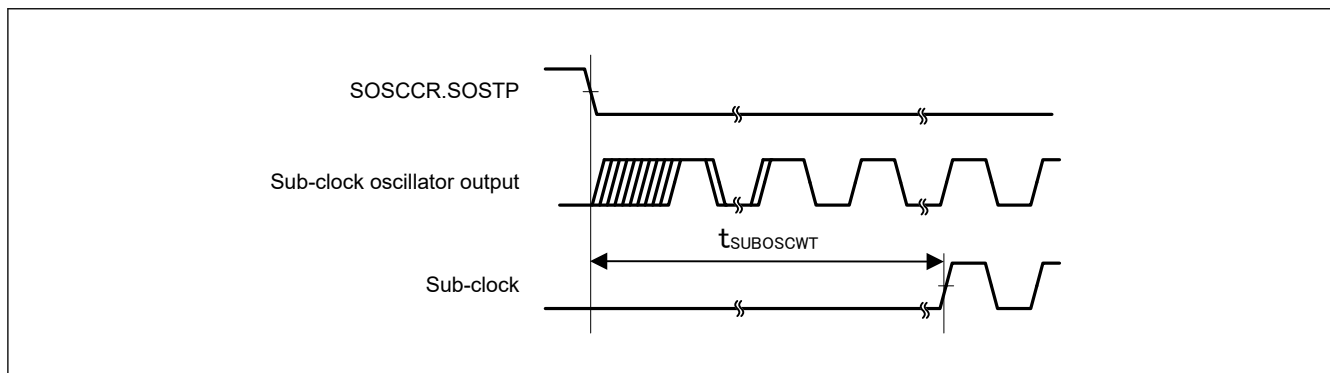 SOSCCR.SOSTP
Sub-clock oscillator output
tSUBOSCWT
Sub-clock